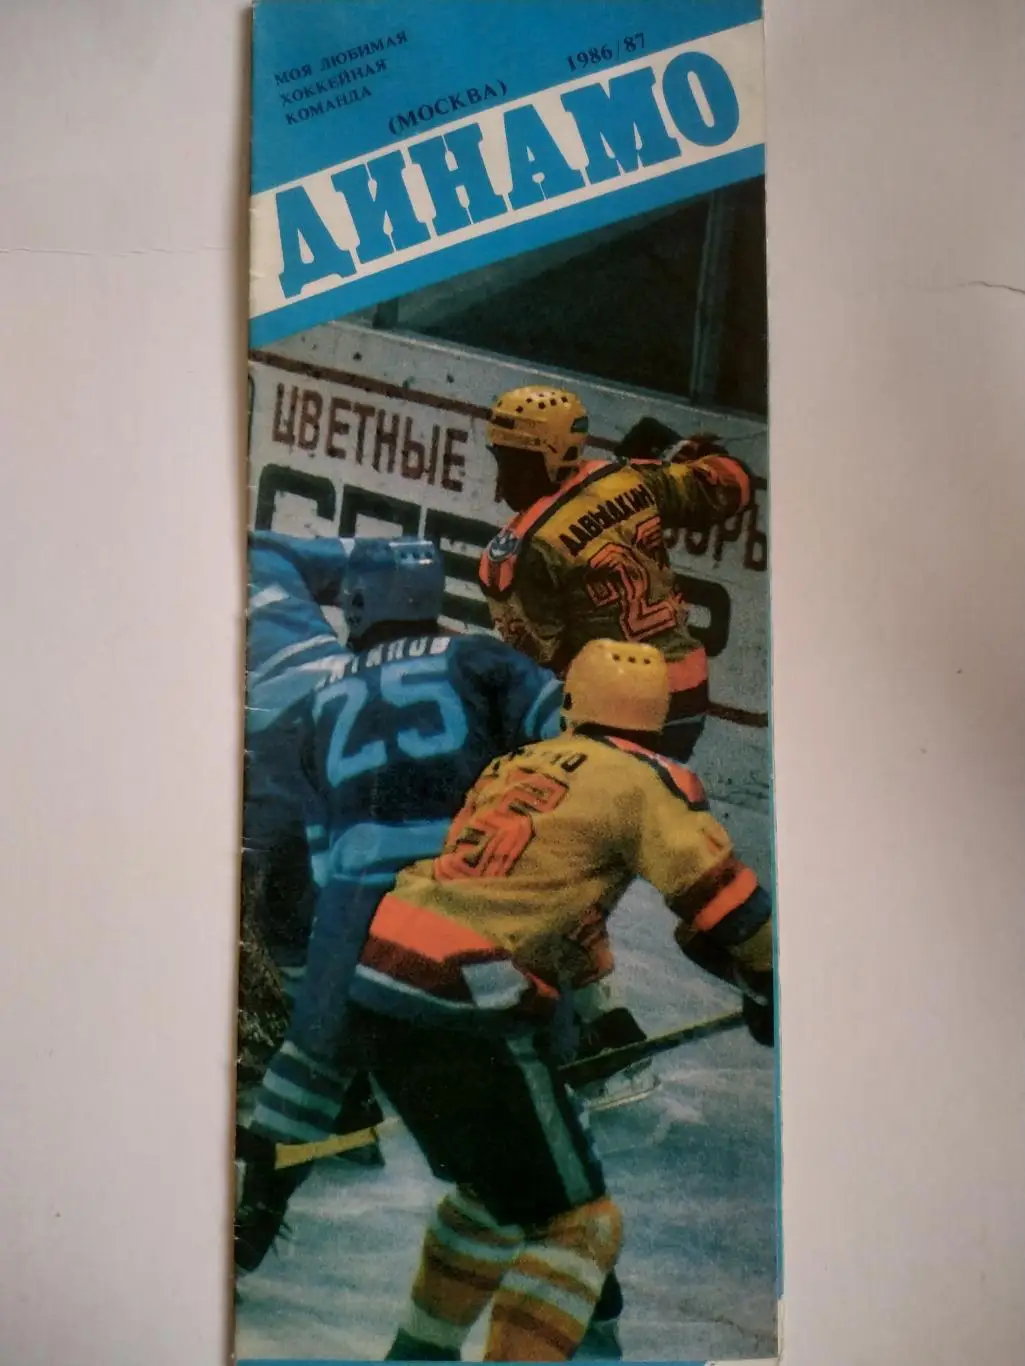 МОЯ ЛЮБИМАЯ
ХОККЕЙНАЯ
КОМАНДА
(МОСКВА)
1986/87
ДИНАМО
ЦВЕТНЫЕ
ДАВЫДКИН
25